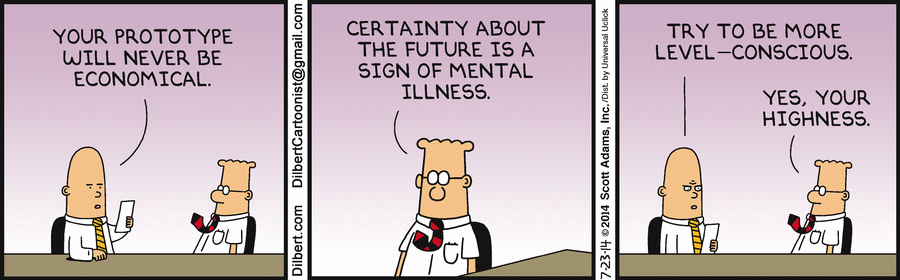 YOUR PROTOTYPE
WILL NEVER BE
ECONOMICAL.
Dilbert.com DilbertCartoonist@gmail.com
CERTAINTY ABOUT
THE FUTURE IS A
SIGN OF MENTAL
ILLNESS.
7-23-14 ©2014 Scott Adams, Inc./Dist. by Universal Uclick
TRY TO BE MORE
LEVEL-CONSCIOUS.
YES, YOUR
HIGHNESS.